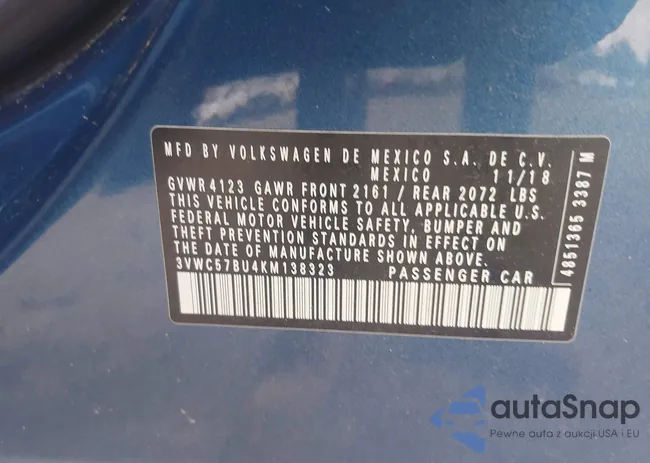 MFD BY VOLKSWAGEN DE MEXICO S.A. DE C.V.
MEXICO 11/18
GVWR 4123 GAWR FRONT 2161 / REAR 2072 LBS
THIS VEHICLE CONFORMS TO ALL APPLICABLE U.S.
FEDERAL MOTOR VEHICLE SAFETY, BUMPER AND
THEFT PREVENTION STANDARDS IN EFFECT ON
THE DATE OF MANUFACTURE SHOWN ABOVE.
3VWC57BU4KM138323 PASSENGER CAR
4851365 3387 M
autaSnap
Pewne auta z aukcji USA i EU